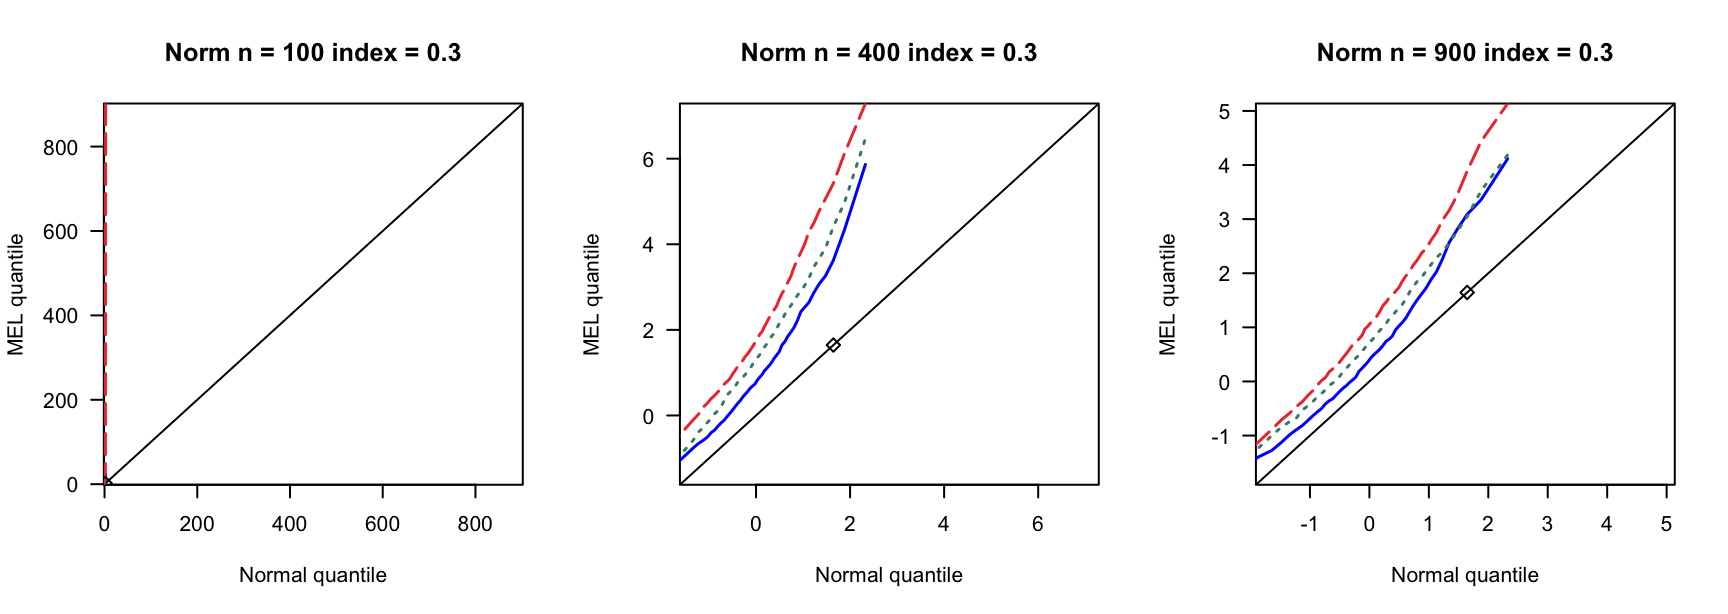 Norm n = 100 index = 0.3
MEL quantile
800
600
400
200
0
0 200 400 600 800
Normal quantile
Norm n = 400 index = 0.3
MEL quantile
6
4
2
0
0 2 4 6
Normal quantile
Norm n = 900 index = 0.3
MEL quantile
5
4
3
2
1
0
-1
-1 0 1 2 3 4 5
Normal quantile